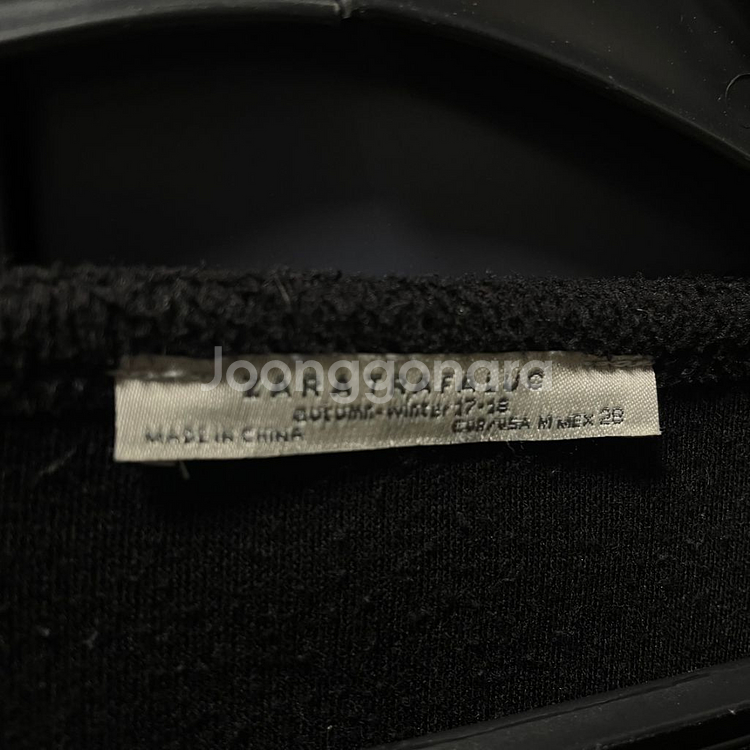 Joonggonara
ZARA TRAFALUC
autumn-winter 17-18
MADE IN CHINA
EUR/USA M MEX 28